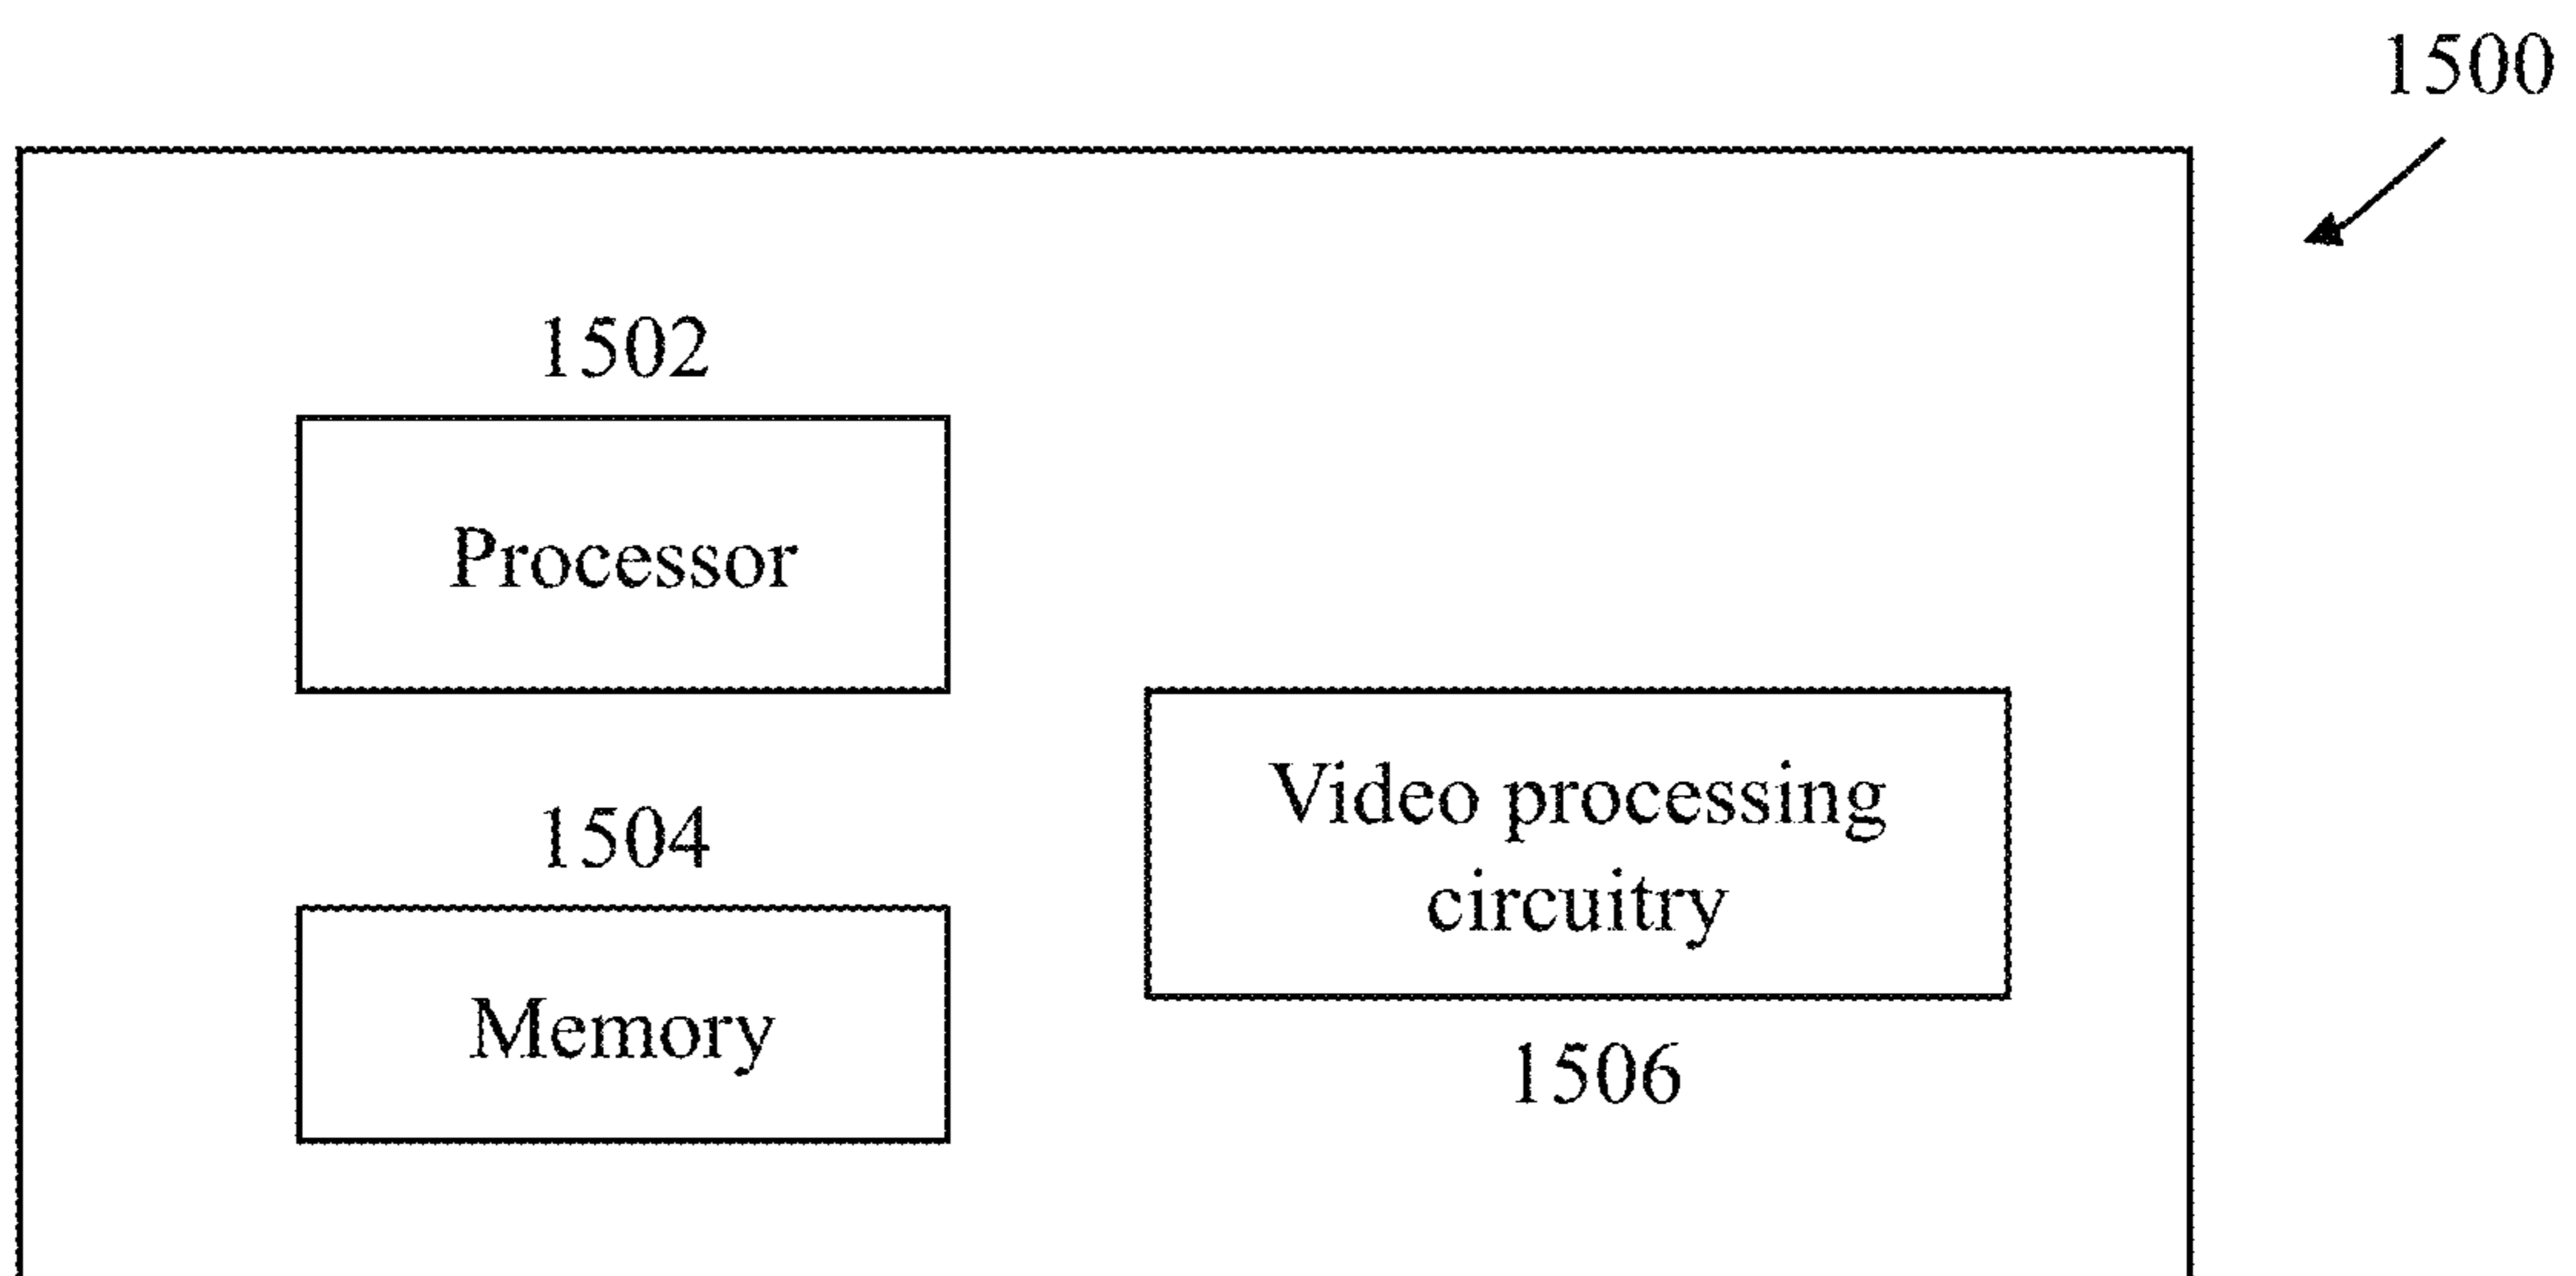 1500
1502
Processor
1504
Memory
Video processing
circuitry
1506